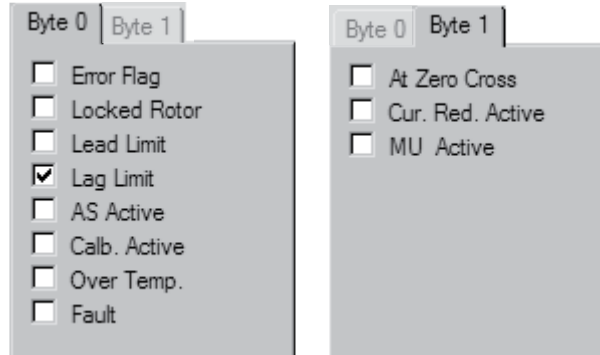 Byte 0 Byte 1
Error Flag
Locked Rotor
Lead Limit
Lag Limit
AS Active
Calb. Active
Over Temp.
Fault
Byte 0 Byte 1
At Zero Cross
Cur. Red. Active
MU Active